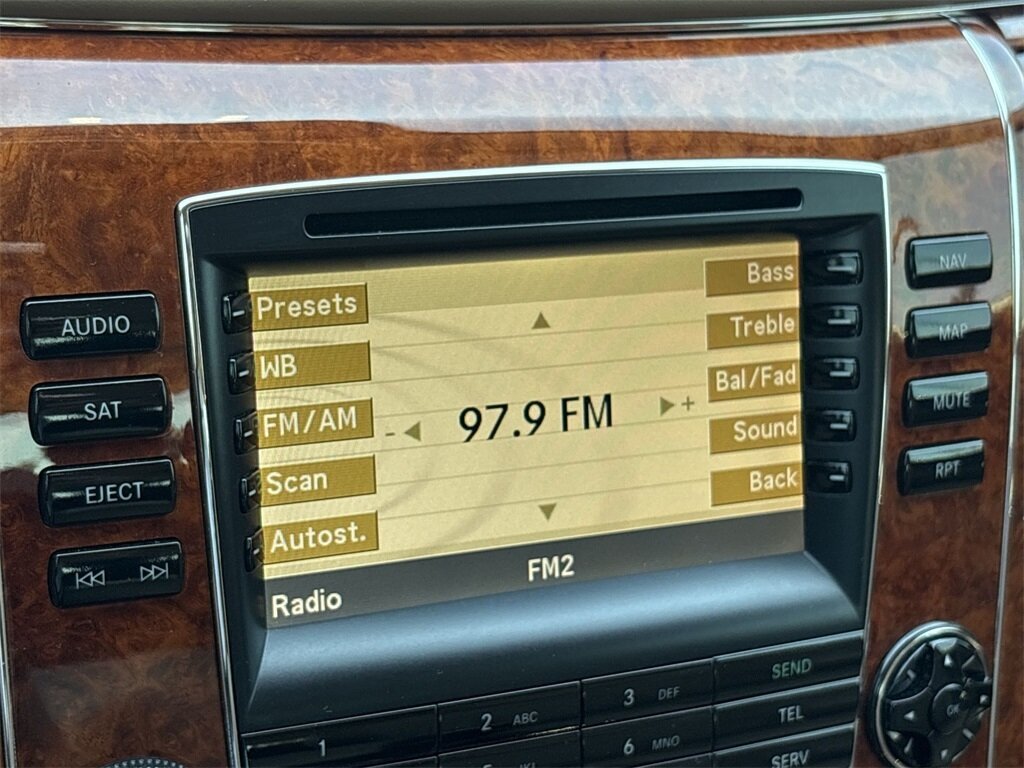 AUDIO
SAT
EJECT
Presets
WB
FM/AM
Scan
Autost.
- 97.9 FM +
Bass
Treble
Bal/Fad
Sound
Back
FM2
Radio
NAV
MAP
MUTE
RPT
1
2 ABC
3 DEF
SEND
6 MNO
TEL
SERV
OK